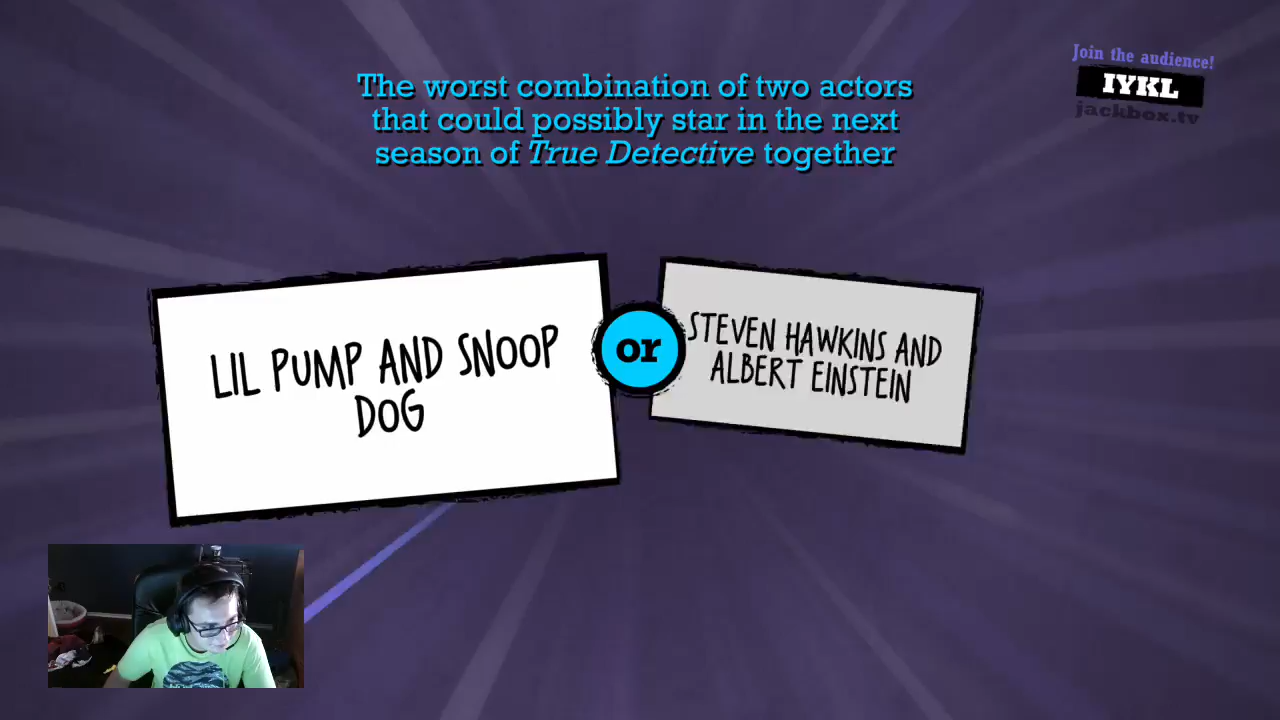 Join the audience!
IYKL
jackbox.tv
The worst combination of two actors
that could possibly star in the next
season of True Detective together
LIL PUMP AND SNOOP
DOG
or
STEVEN HAWKINS AND
ALBERT EINSTEIN